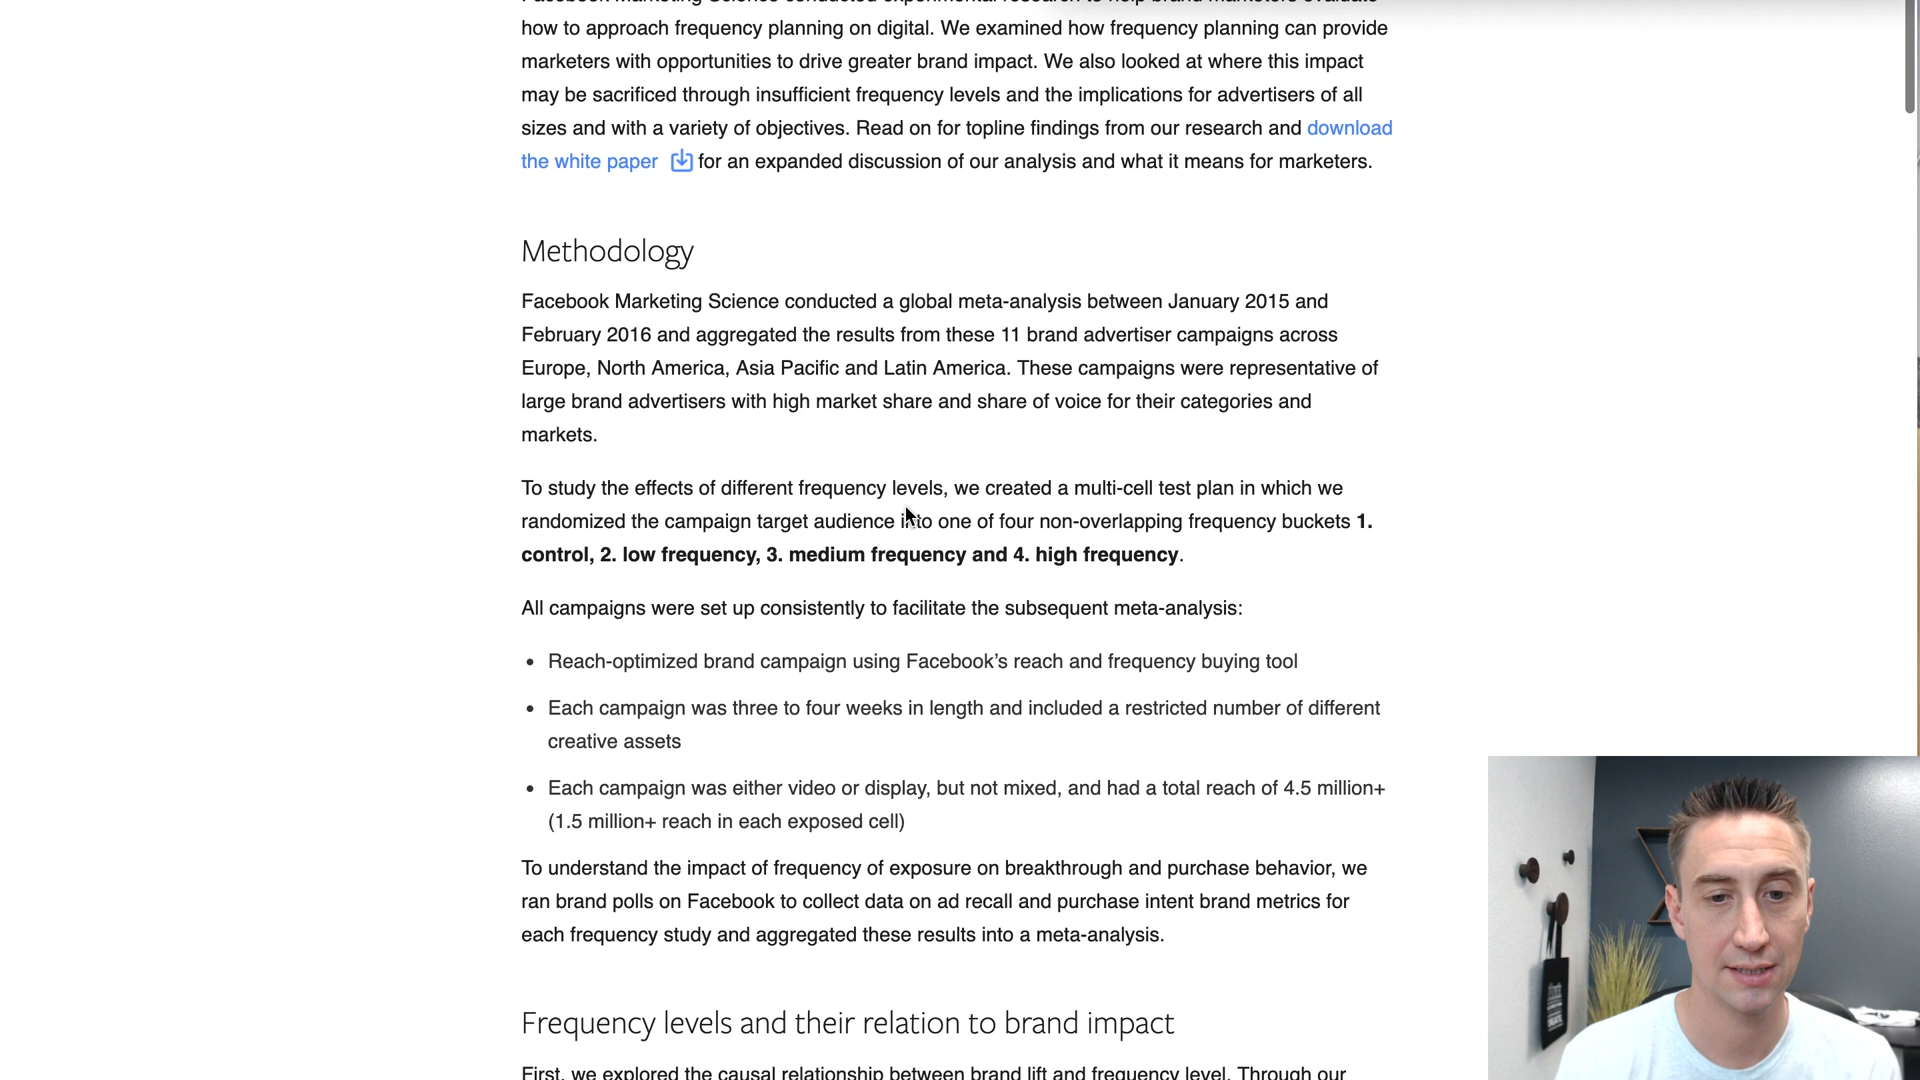 how to approach frequency planning on digital. We examined how frequency planning can provide
marketers with opportunities to drive greater brand impact. We also looked at where this impact
may be sacrificed through insufficient frequency levels and the implications for advertisers of all
sizes and with a variety of objectives. Read on for topline findings from our research and download
the white paper for an expanded discussion of our analysis and what it means for marketers.
Methodology
Facebook Marketing Science conducted a global meta-analysis between January 2015 and
February 2016 and aggregated the results from these 11 brand advertiser campaigns across
Europe, North America, Asia Pacific and Latin America. These campaigns were representative of
large brand advertisers with high market share and share of voice for their categories and
markets.
To study the effects of different frequency levels, we created a multi-cell test plan in which we
randomized the campaign target audience into one of four non-overlapping frequency buckets 1.
control, 2. low frequency, 3. medium frequency and 4. high frequency.
All campaigns were set up consistently to facilitate the subsequent meta-analysis:
• Reach-optimized brand campaign using Facebook’s reach and frequency buying tool
• Each campaign was three to four weeks in length and included a restricted number of different
creative assets
• Each campaign was either video or display, but not mixed, and had a total reach of 4.5 million+
(1.5 million+ reach in each exposed cell)
To understand the impact of frequency of exposure on breakthrough and purchase behavior, we
ran brand polls on Facebook to collect data on ad recall and purchase intent brand metrics for
each frequency study and aggregated these results into a meta-analysis.
Frequency levels and their relation to brand impact
First, we explored the causal relationship between brand lift and frequency level. Through our